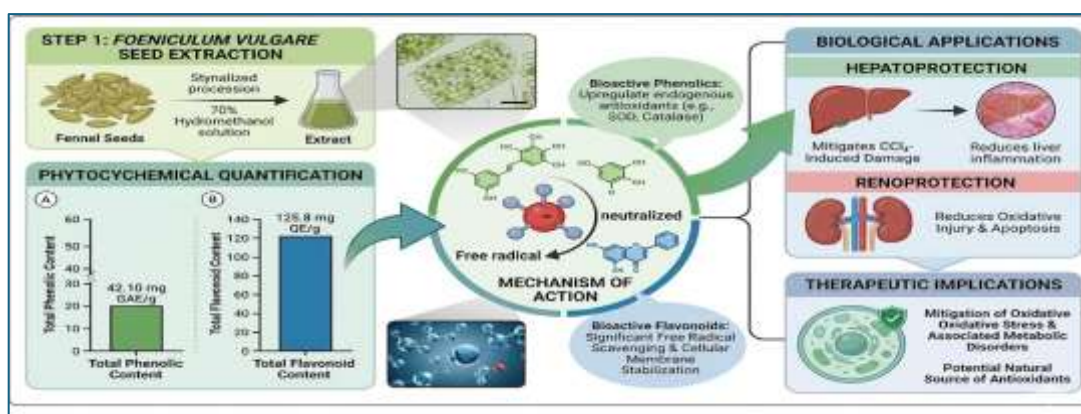 STEP 1: FOENICULUM VULGARE
SEED EXTRACTION
Stynalized
procession
70%
Hydromethanol
solution
Fennel Seeds
Extract
PHYTOCYCHEMICAL QUANTIFICATION
A
Total Phenolic Content
60
50
40
30
20
10
0
42.10 mg
GAE/g
Total Phenolic
Content
B
Total Flavonoid Content
140
120
100
80
60
40
20
0
125.8 mg
QE/g
Total Flavonoid
Content
Bioactive Phenolics:
Upregulate endogenous
antioxidants (e.g.,
SOD, Catalase)
neutralized
Free radical
MECHANISM OF
ACTION
Bioactive Flavonoids:
Significant Free Radical
Scavenging & Cellular
Membrane
Stabilization
BIOLOGICAL APPLICATIONS
HEPATOPROTECTION
Mitigates CCl₄-
Induced Damage
Reduces liver
inflammation
RENOPROTECTION
Reduces Oxidative
Injury & Apoptosis
THERAPEUTIC IMPLICATIONS
Mitigation of Oxidative
Oxidative Stress &
Associated Metabolic
Disorders
Potential Natural
Source of Antioxidants